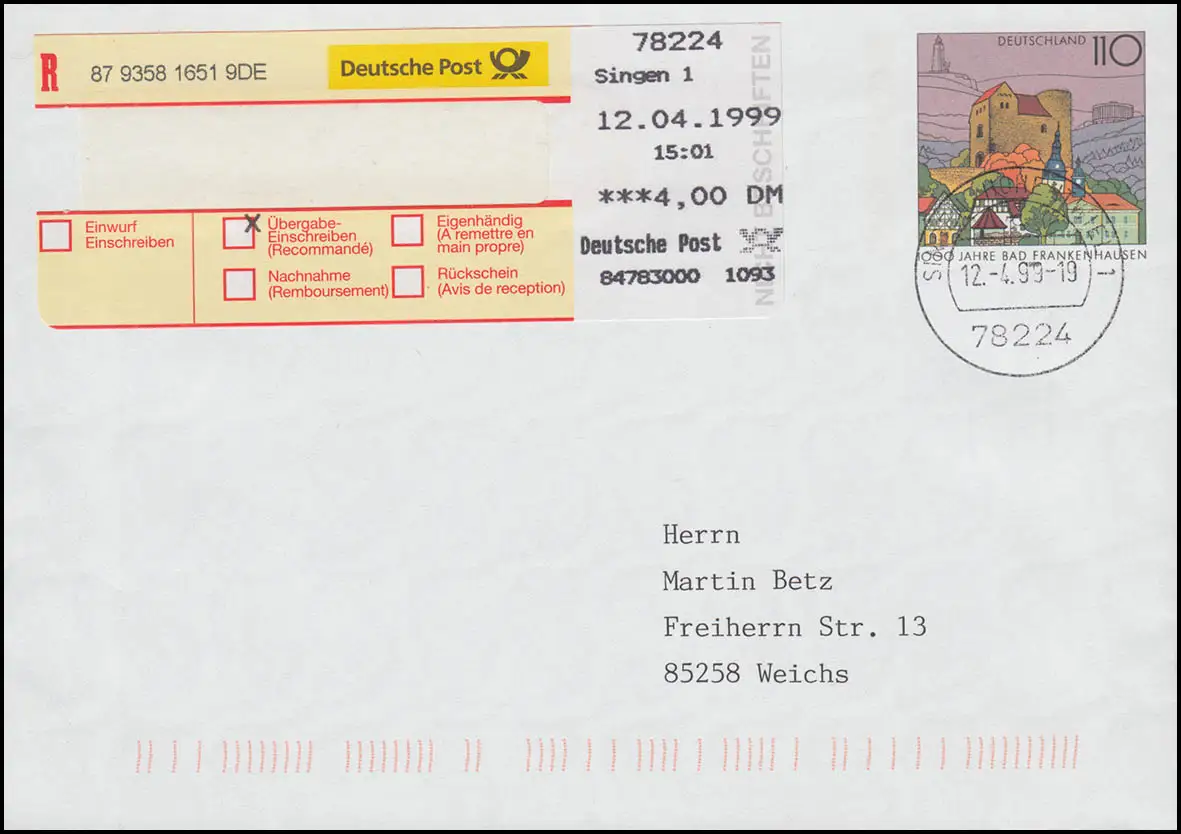 R 87 9358 1651 9DE
Deutsche Post
Einwurf
Einschreiben
Übergabe-
Einschreiben
(Recommandé)
Nachnahme
(Remboursement)
Eigenhändig
(A remettre en
main propre)
Rückschein
(Avis de reception)
78224
Singen 1
12.04.1999
15:01
***4,00 DM
Deutsche Post
84783000 1093
DEUTSCHLAND 110
1000 JAHRE BAD FRANKENHAUSEN
12.-4.99-19
1
78224
Herrn
Martin Betz
Freiherrn Str. 13
85258 Weichs